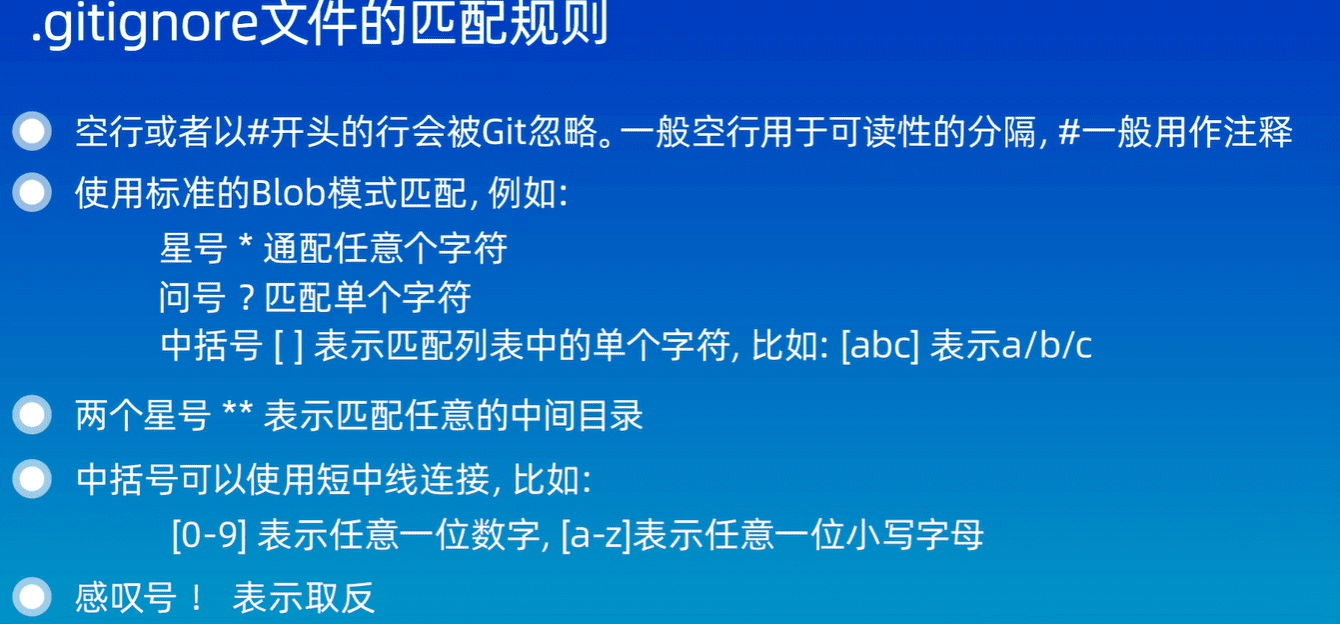 .gitignore文件的匹配规则
空行或者以#开头的行会被Git忽略。一般空行用于可读性的分隔, #一般用作注释
使用标准的Blob模式匹配, 例如:
星号 * 通配任意个字符
问号 ? 匹配单个字符
中括号 [ ] 表示匹配列表中的单个字符, 比如: [abc] 表示a/b/c
两个星号 ** 表示匹配任意的中间目录
中括号可以使用短中线连接, 比如:
[0-9] 表示任意一位数字, [a-z]表示任意一位小写字母
感叹号 ！ 表示取反